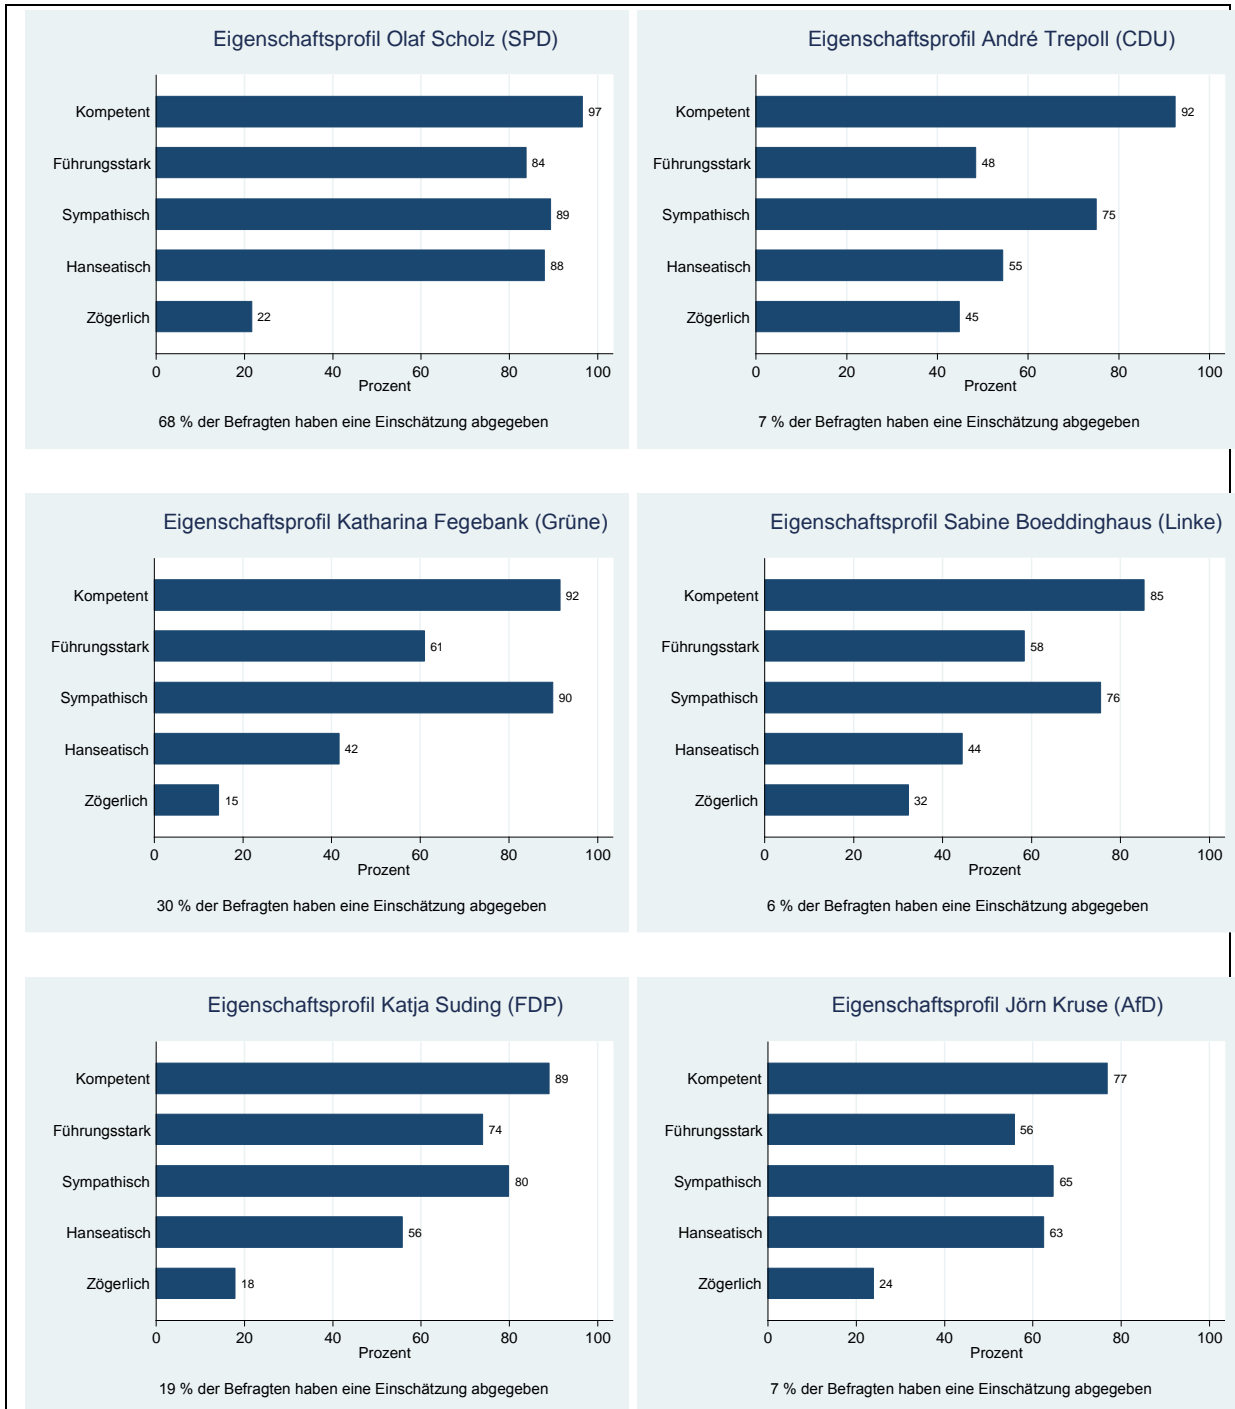 Eigenschaftsprofil Olaf Scholz (SPD)
Kompetent 97
Führungsstark 84
Sympathisch 89
Hanseatisch 88
Zögerlich 22
0 20 40 60 80 100
Prozent
68 % der Befragten haben eine Einschätzung abgegeben
Eigenschaftsprofil André Trepoll (CDU)
Kompetent 92
Führungsstark 48
Sympathisch 75
Hanseatisch 55
Zögerlich 45
0 20 40 60 80 100
Prozent
7 % der Befragten haben eine Einschätzung abgegeben
Eigenschaftsprofil Katharina Fegebank (Grüne)
Kompetent 92
Führungsstark 61
Sympathisch 90
Hanseatisch 42
Zögerlich 15
0 20 40 60 80 100
Prozent
30 % der Befragten haben eine Einschätzung abgegeben
Eigenschaftsprofil Sabine Boeddinghaus (Linke)
Kompetent 85
Führungsstark 58
Sympathisch 76
Hanseatisch 44
Zögerlich 32
0 20 40 60 80 100
Prozent
6 % der Befragten haben eine Einschätzung abgegeben
Eigenschaftsprofil Katja Suding (FDP)
Kompetent 89
Führungsstark 74
Sympathisch 80
Hanseatisch 56
Zögerlich 18
0 20 40 60 80 100
Prozent
19 % der Befragten haben eine Einschätzung abgegeben
Eigenschaftsprofil Jörn Kruse (AfD)
Kompetent 77
Führungsstark 56
Sympathisch 65
Hanseatisch 63
Zögerlich 24
0 20 40 60 80 100
Prozent
7 % der Befragten haben eine Einschätzung abgegeben